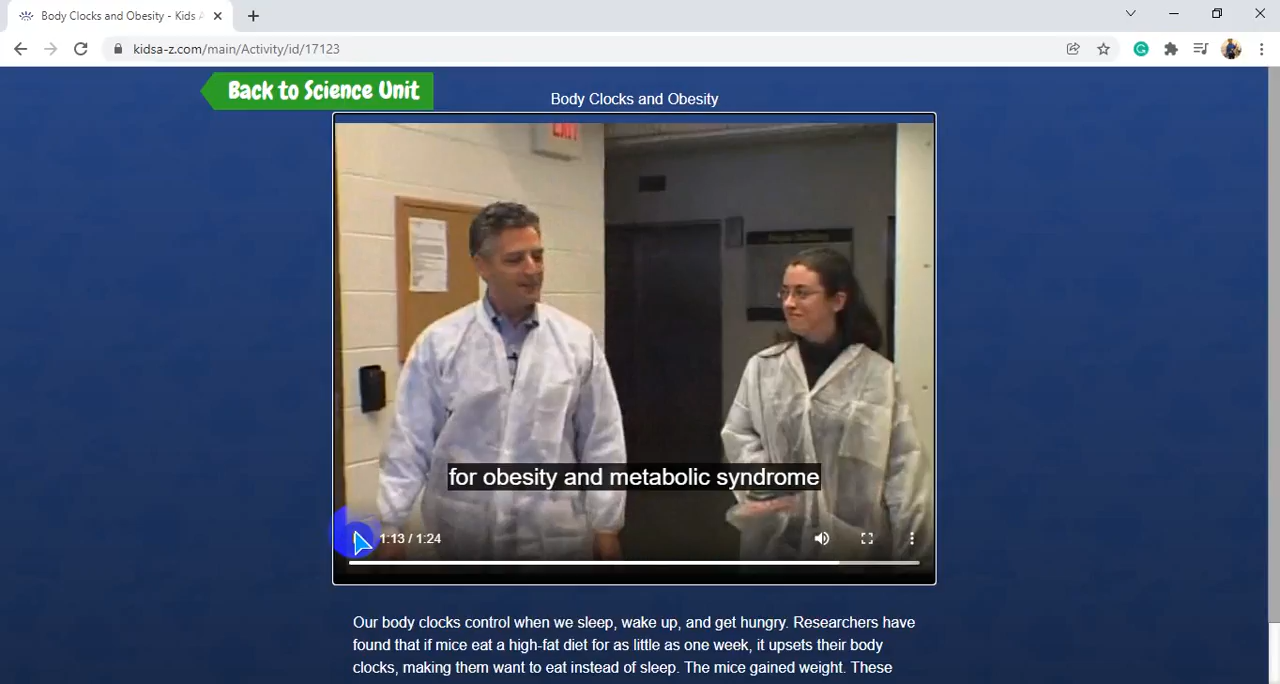 Body Clocks and Obesity - Kids A
kidsa-z.com/main/Activity/id/17123
Back to Science Unit
Body Clocks and Obesity
EXIT
for obesity and metabolic syndrome
1:13 / 1:24
Our body clocks control when we sleep, wake up, and get hungry. Researchers have
found that if mice eat a high-fat diet for as little as one week, it upsets their body
clocks, making them want to eat instead of sleep. The mice gained weight. These